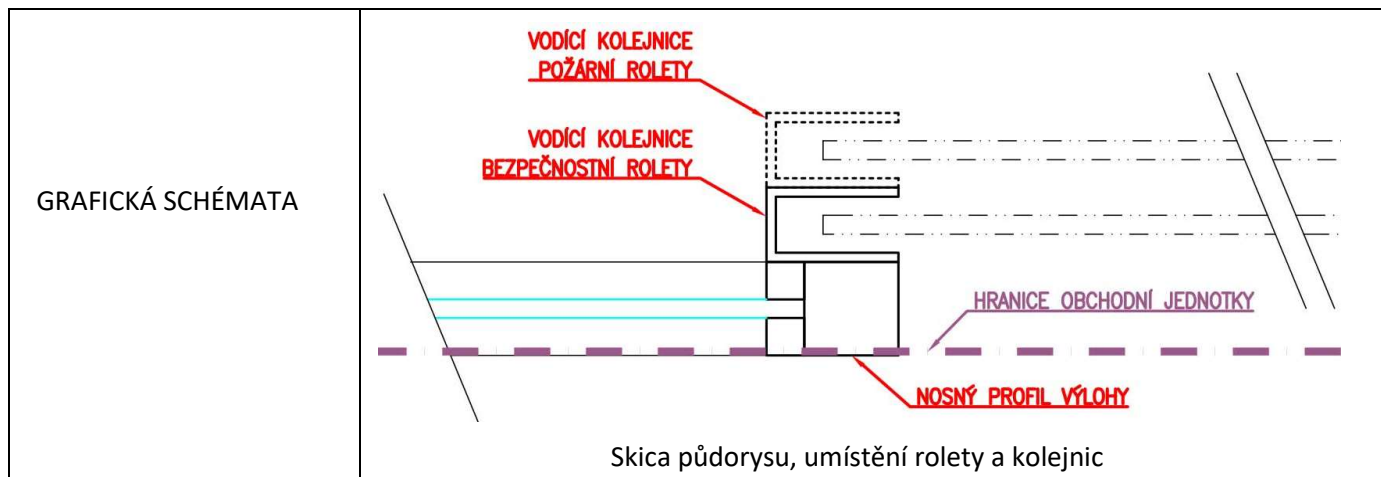 GRAFICKÁ SCHÉMATA
VODÍCÍ KOLEJNICE
POŽÁRNÍ ROLETY
VODÍCÍ KOLEJNICE
BEZPEČNOSTNÍ ROLETY
HRANICE OBCHODNÍ JEDNOTKY
NOSNÝ PROFIL VÝLOHY
Skica půdorysu, umístění rolety a kolejnic